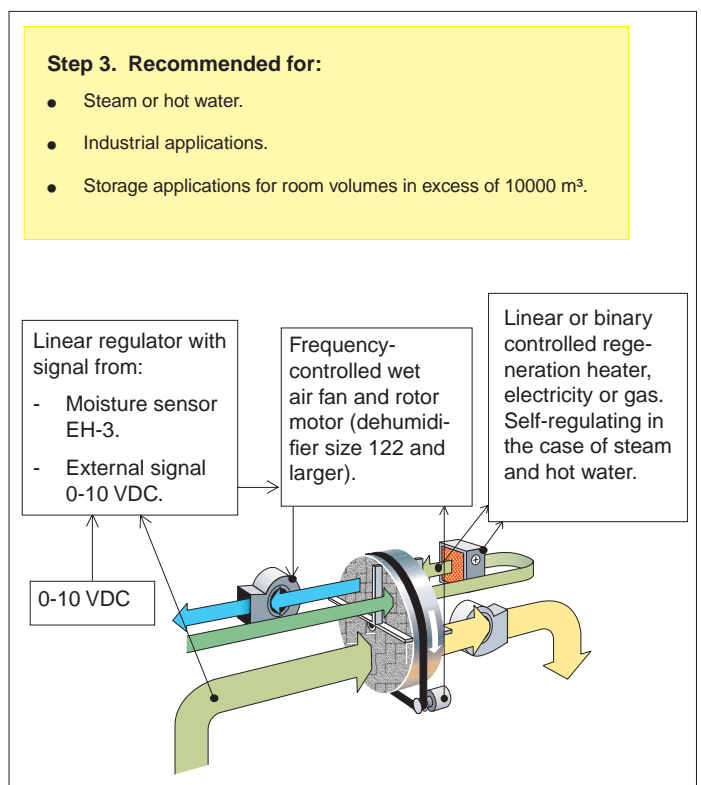 Step 3. Recommended for:
● Steam or hot water.
● Industrial applications.
● Storage applications for room volumes in excess of 10000 m³.
Linear regulator with
signal from:
- Moisture sensor
EH-3.
- External signal
0-10 VDC.
0-10 VDC
Frequency-
controlled wet
air fan and rotor
motor (dehumidi-
fier size 122 and
larger).
Linear or binary
controlled rege-
neration heater,
electricity or gas.
Self-regulating in
the case of steam
and hot water.